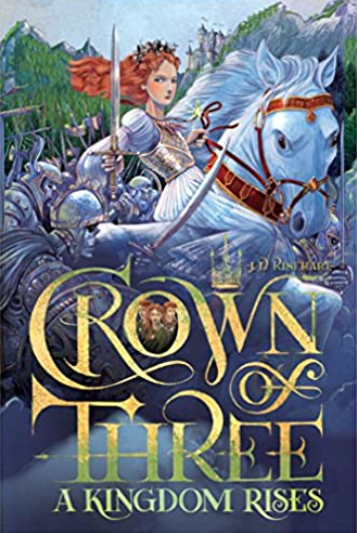 J.D. RINEHART
CROWN
OF
THREE
A KINGDOM RISES